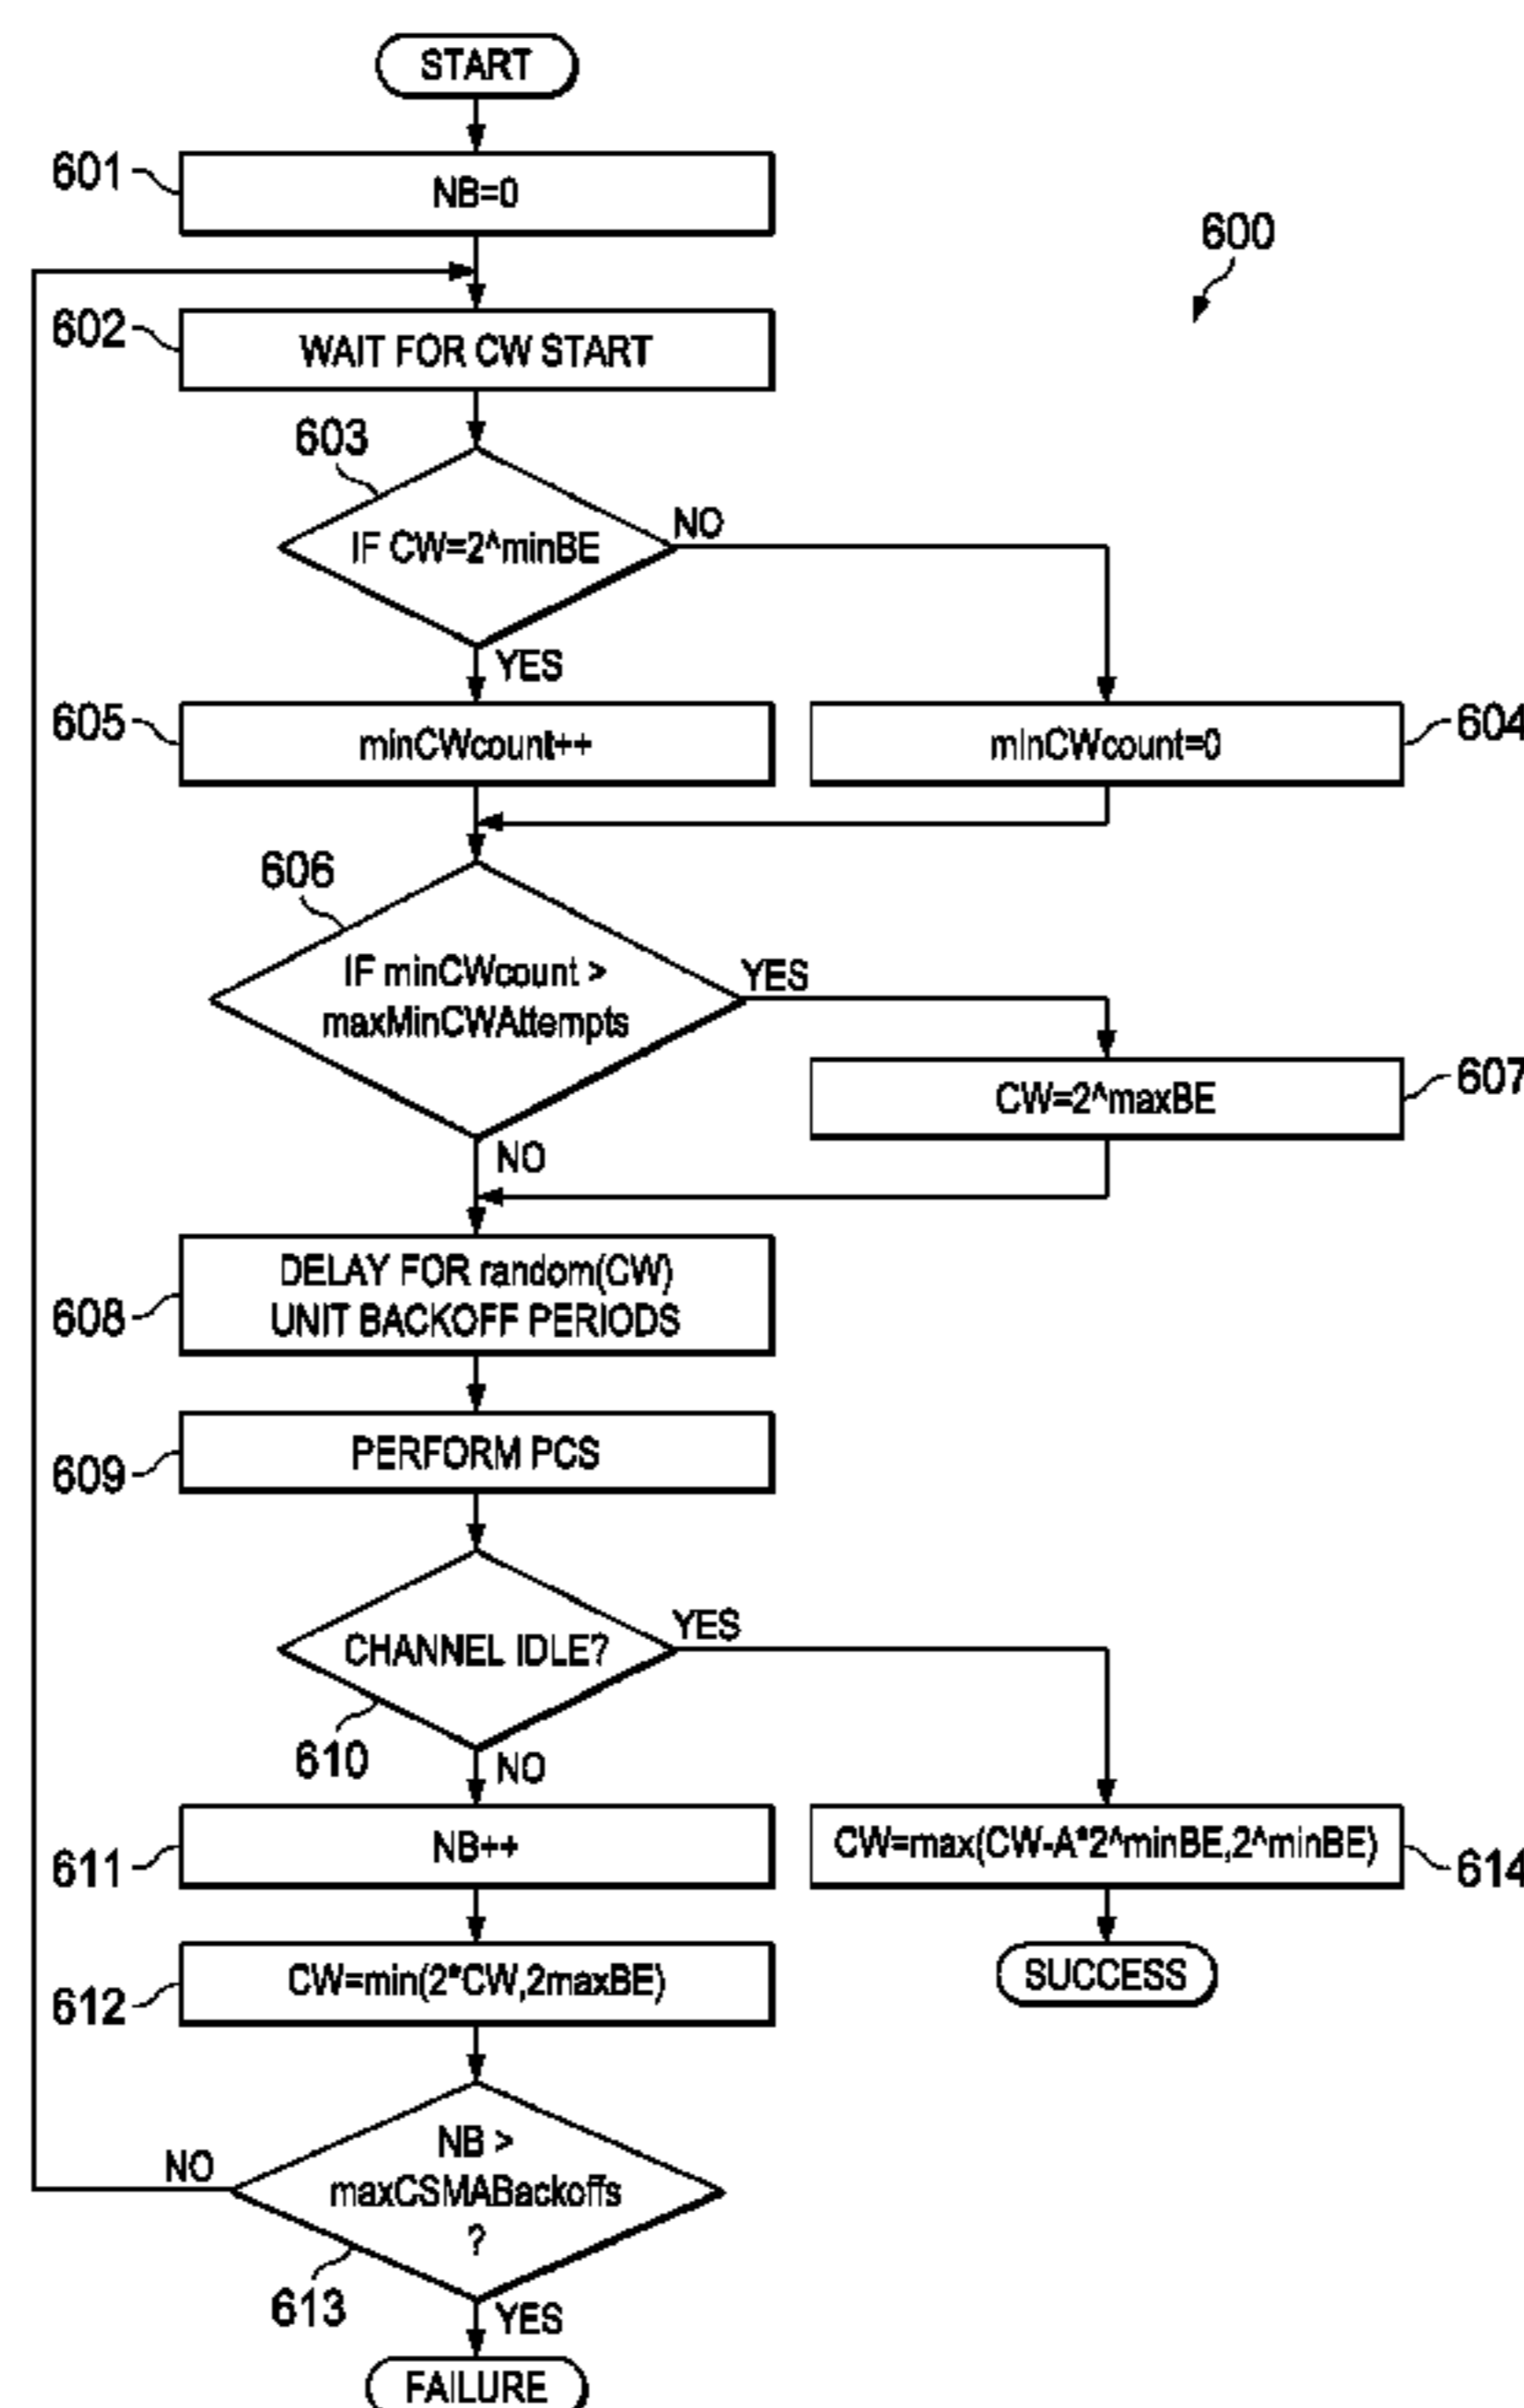 START
601
NB=0
600
602
WAIT FOR CW START
603
IF CW=2^minBE
NO
YES
605
minCWcount++
minCWcount=0
604
606
IF minCWcount >
maxMinCWAttempts
YES
CW=2^maxBE
607
NO
608
DELAY FOR random(CW)
UNIT BACKOFF PERIODS
609
PERFORM PCS
CHANNEL IDLE?
YES
610
NO
611
NB++
CW=max(CW-A*2^minBE,2^minBE)
614
612
CW=min(2*CW,2maxBE)
SUCCESS
NO
NB >
maxCSMABackoffs
?
613
YES
FAILURE